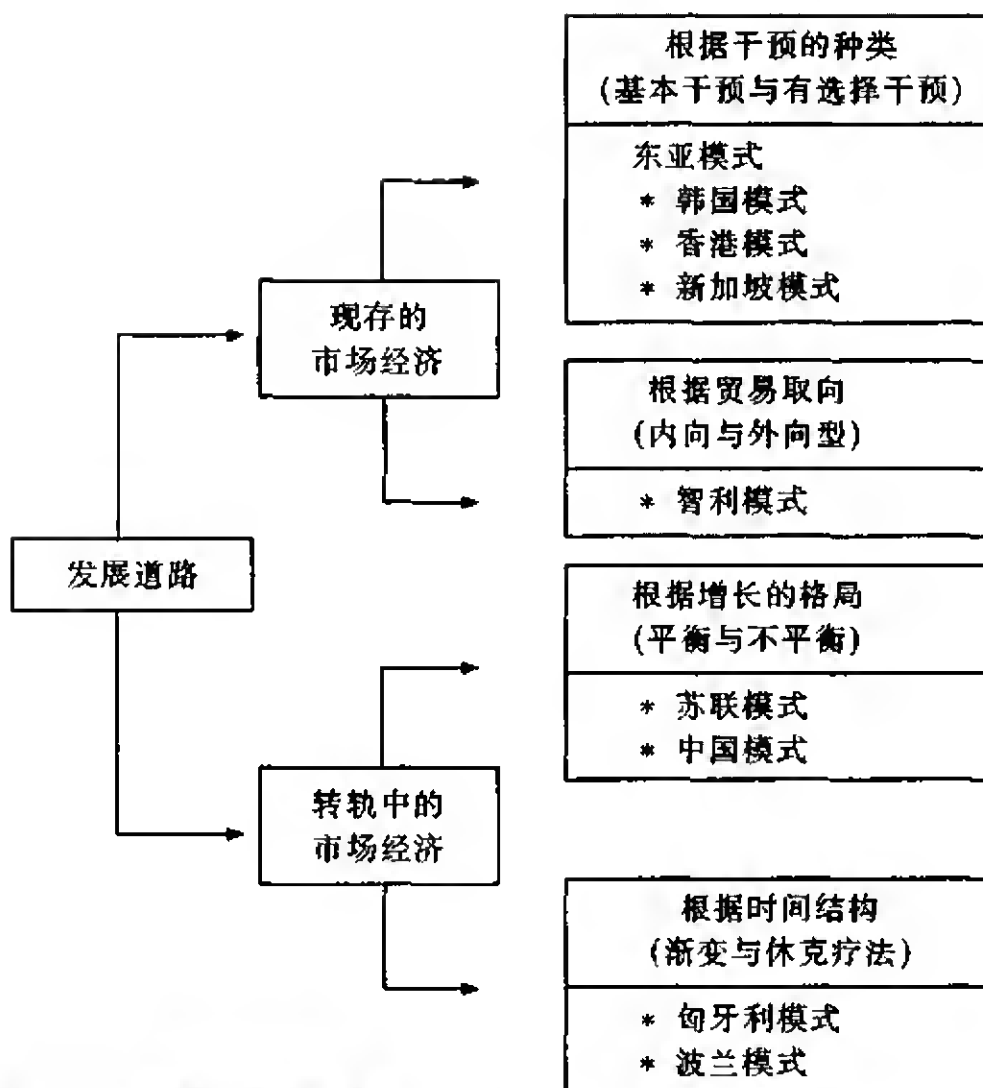 发展道路
现存的
市场经济
转轨中的
市场经济
根据干预的种类
(基本干预与有选择干预)
东亚模式
* 韩国模式
* 香港模式
* 新加坡模式
根据贸易取向
(内向与外向型)
* 智利模式
根据增长的格局
(平衡与不平衡)
* 苏联模式
* 中国模式
根据时间结构
(渐变与休克疗法)
* 匈牙利模式
* 波兰模式